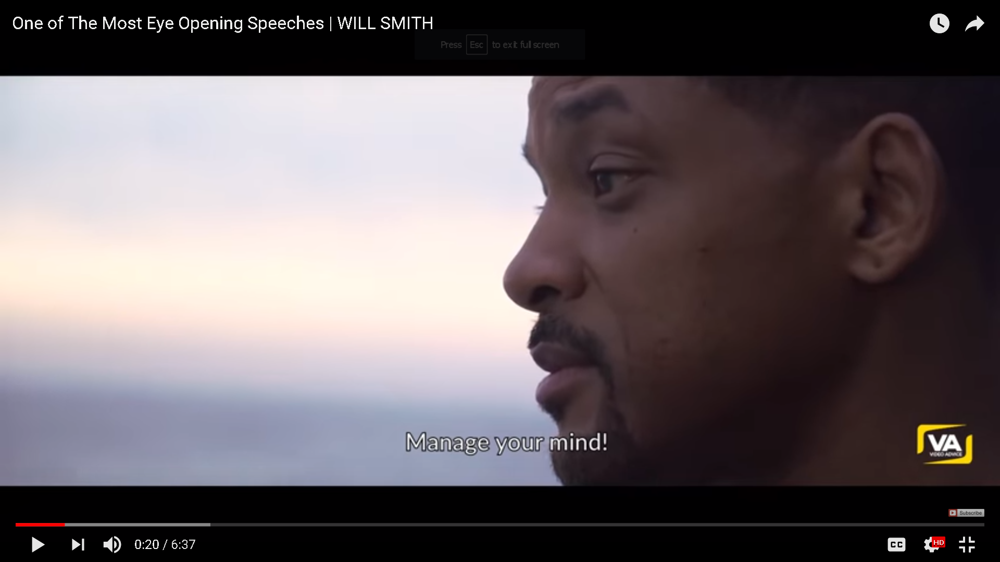 One of The Most Eye Opening Speeches | WILL SMITH
Press Esc to exit full screen
Manage your mind!
VA
VIDEO ADVICE
Subscribe
0:20 / 6:37
CC
HD